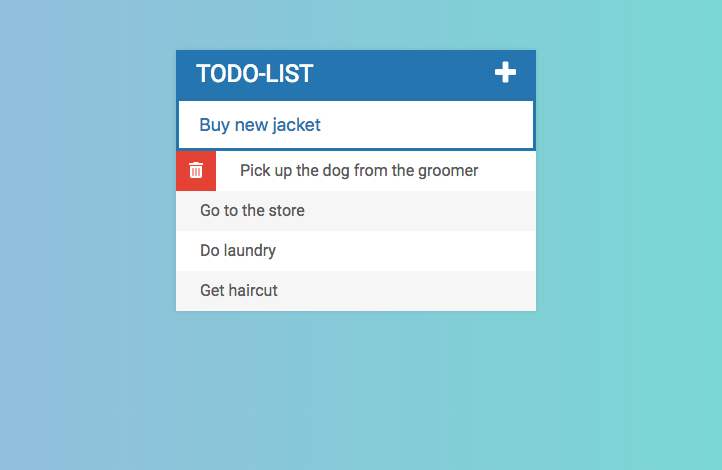 TODO-LIST
Buy new jacket
Pick up the dog from the groomer
Go to the store
Do laundry
Get haircut